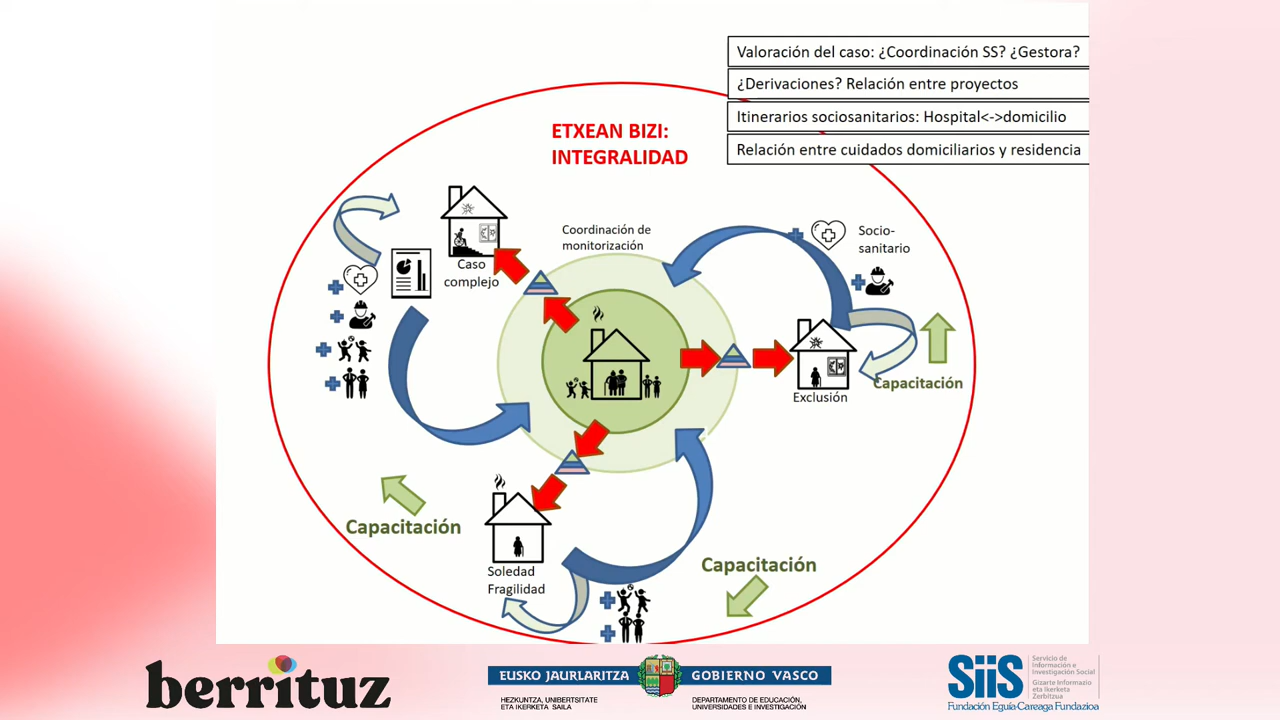 Valoración del caso: ¿Coordinación SS? ¿Gestora?
¿Derivaciones? Relación entre proyectos
Itinerarios sociosanitarios: Hospital<->domicilio
Relación entre cuidados domiciliarios y residencia
ETXEAN BIZI:
INTEGRALIDAD
Coordinación de
monitorización
Socio-
sanitario
Caso
complejo
Exclusión
Capacitación
Capacitación
Capacitación
Soledad
Fragilidad
berrituz
EUSKO JAURLARITZA
GOBIERNO VASCO
HEZKUNTZA, UNIBERTSITATE
ETA IKERKETA SAILA
DEPARTAMENTO DE EDUCACIÓN,
UNIVERSIDADES E INVESTIGACIÓN
SiiS
Servicio de
Información e
Investigación Social
Gizarte Informazio
eta Ikerketa
Zerbitzua
Fundación Eguía-Careaga Fundazioa